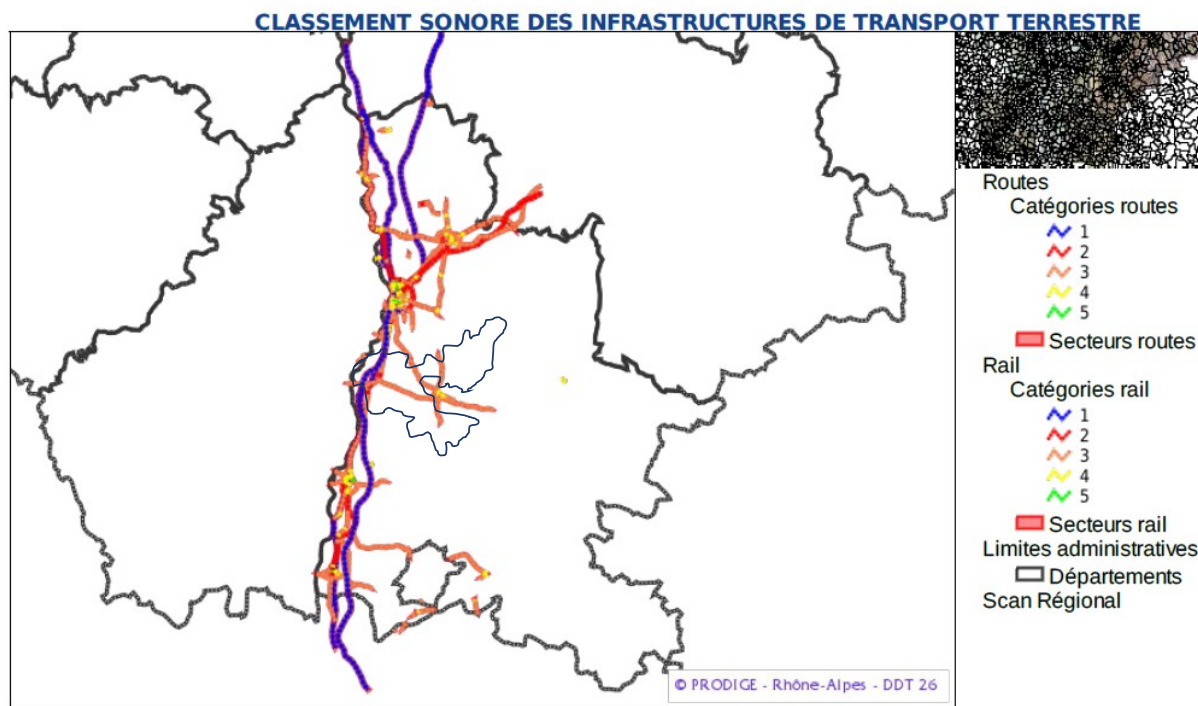 CLASSEMENT SONORE DES INFRASTRUCTURES DE TRANSPORT TERRESTRE
Routes
Catégories routes
1
2
3
4
5
Secteurs routes
Rail
Catégories rail
1
2
3
4
5
Secteurs rail
Limites administratives
Départements
Scan Régional
© PRODIGE - Rhône-Alpes - DDT 26